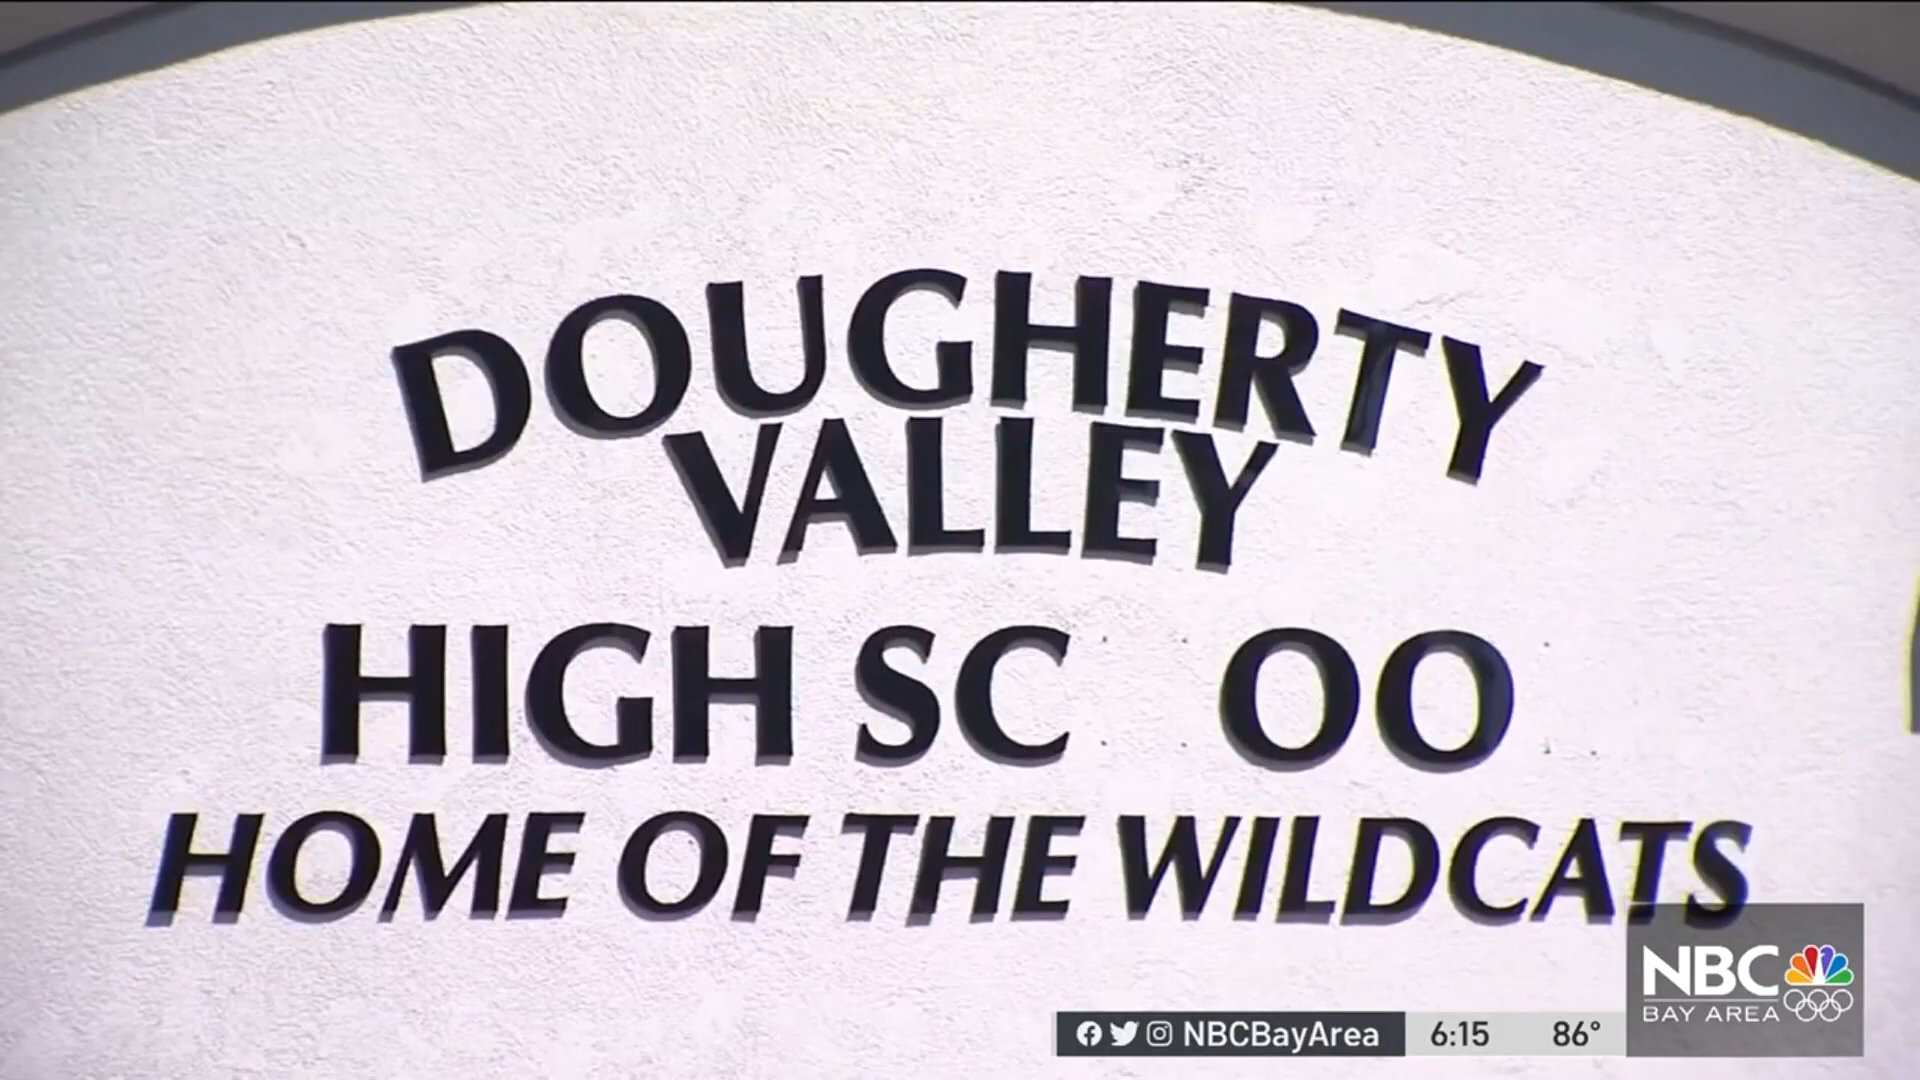 DOUGHERTY
VALLEY
HIGH SC OO
HOME OF THE WILDCATS
NBC
BAY AREA
NBCBayArea 6:15 86°